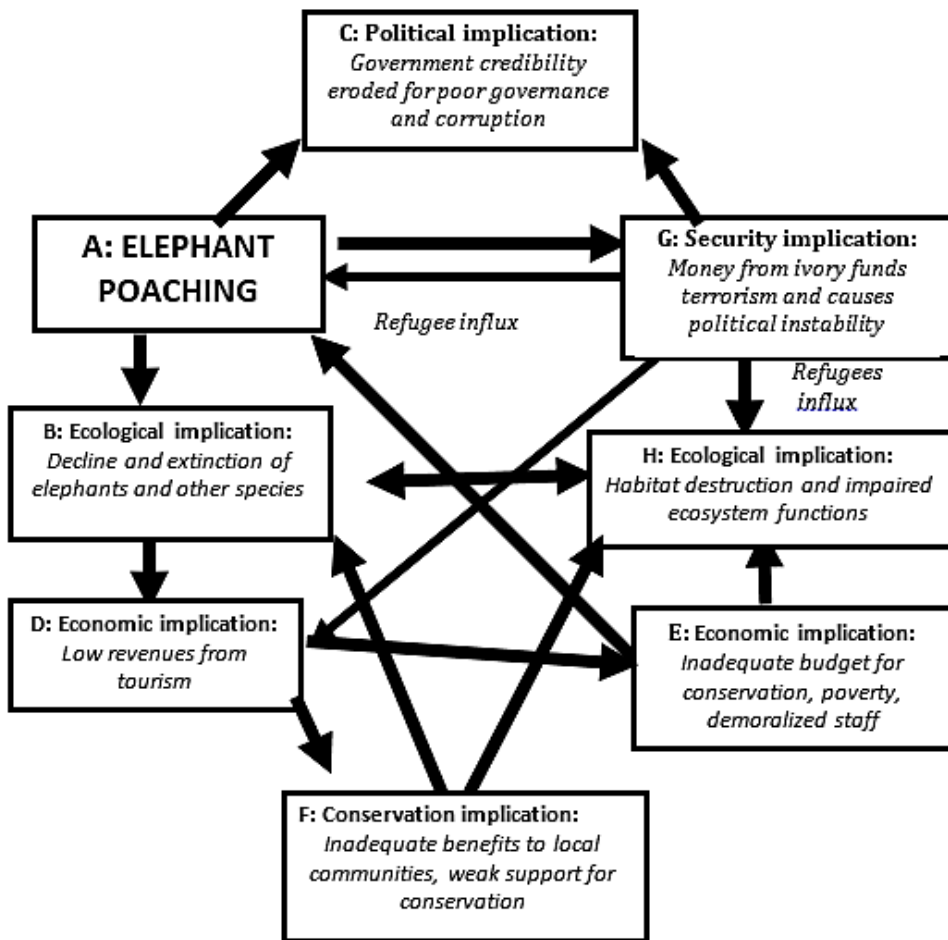 C: Political implication:
Government credibility
eroded for poor governance
and corruption
A: ELEPHANT
POACHING
G: Security implication:
Money from ivory funds
terrorism and causes
political instability
Refugee influx
Refugees
influx
B: Ecological implication:
Decline and extinction of
elephants and other species
H: Ecological implication:
Habitat destruction and impaired
ecosystem functions
D: Economic implication:
Low revenues from
tourism
E: Economic implication:
Inadequate budget for
conservation, poverty,
demoralized staff
F: Conservation implication:
Inadequate benefits to local
communities, weak support for
conservation